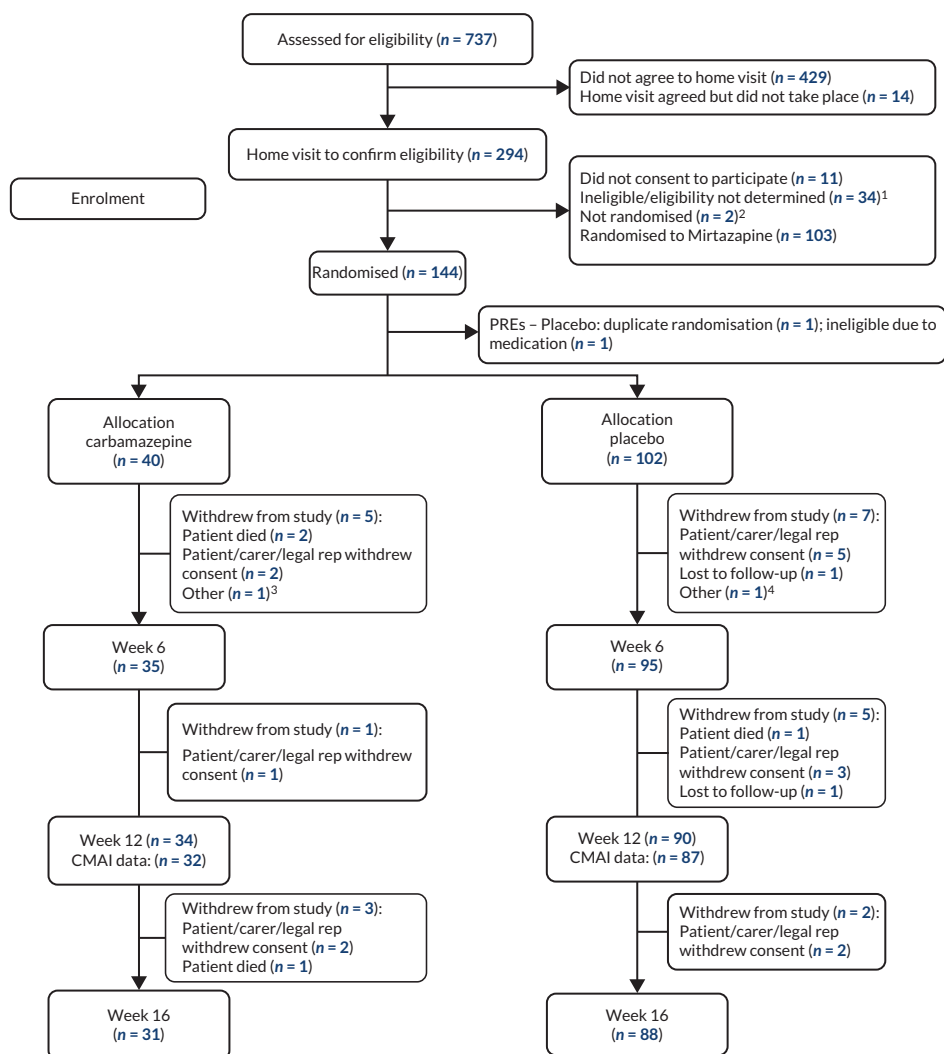 Assessed for eligibility (n = 737)
Did not agree to home visit (n = 429)
Home visit agreed but did not take place (n = 14)
Home visit to confirm eligibility (n = 294)
Enrolment
Did not consent to participate (n = 11)
Ineligible/eligibility not determined (n = 34)1
Not randomised (n = 2)2
Randomised to Mirtazapine (n = 103)
Randomised (n = 144)
PREs – Placebo: duplicate randomisation (n = 1); ineligible due to
medication (n = 1)
Allocation
carbamazepine
(n = 40)
Allocation
placebo
(n = 102)
Withdrew from study (n = 5):
Patient died (n = 2)
Patient/carer/legal rep withdrew
consent (n = 2)
Other (n = 1)3
Withdrew from study (n = 7):
Patient/carer/legal rep
withdrew consent (n = 5)
Lost to follow-up (n = 1)
Other (n = 1)4
Week 6
(n = 35)
Week 6
(n = 95)
Withdrew from study (n = 1):
Patient/carer/legal rep withdrew
consent (n = 1)
Withdrew from study (n = 5):
Patient died (n = 1)
Patient/carer/legal rep
withdrew consent (n = 3)
Lost to follow-up (n = 1)
Week 12 (n = 34)
CMAI data: (n = 32)
Week 12 (n = 90)
CMAI data: (n = 87)
Withdrew from study (n = 3):
Patient/carer/legal rep
withdrew consent (n = 2)
Patient died (n = 1)
Withdrew from study (n = 2):
Patient/carer/legal rep
withdrew consent (n = 2)
Week 16
(n = 31)
Week 16
(n = 88)